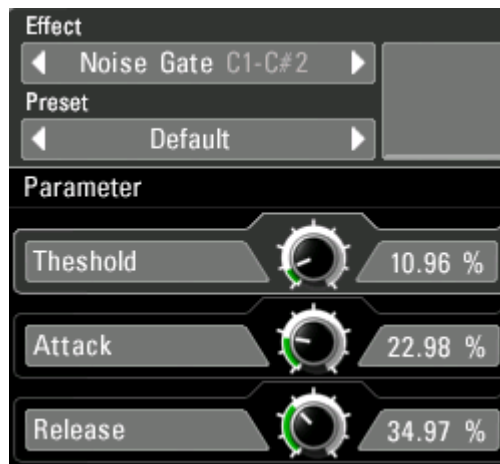 Effect
Noise Gate C1-C#2
Preset
Default
Parameter
Theshold 10.96 %
Attack 22.98 %
Release 34.97 %